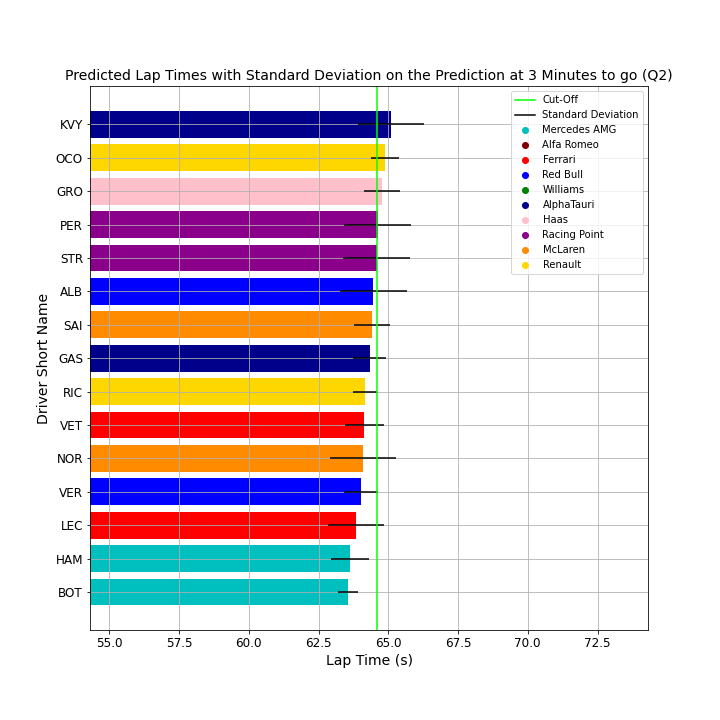 Predicted Lap Times with Standard Deviation on the Prediction at 3 Minutes to go (Q2)
Cut-Off
Standard Deviation
Mercedes AMG
Alfa Romeo
Ferrari
Red Bull
Williams
AlphaTauri
Haas
Racing Point
McLaren
Renault
Driver Short Name
KVY
OCO
GRO
PER
STR
ALB
SAI
GAS
RIC
VET
NOR
VER
LEC
HAM
BOT
55.0 57.5 60.0 62.5 65.0 67.5 70.0 72.5
Lap Time (s)